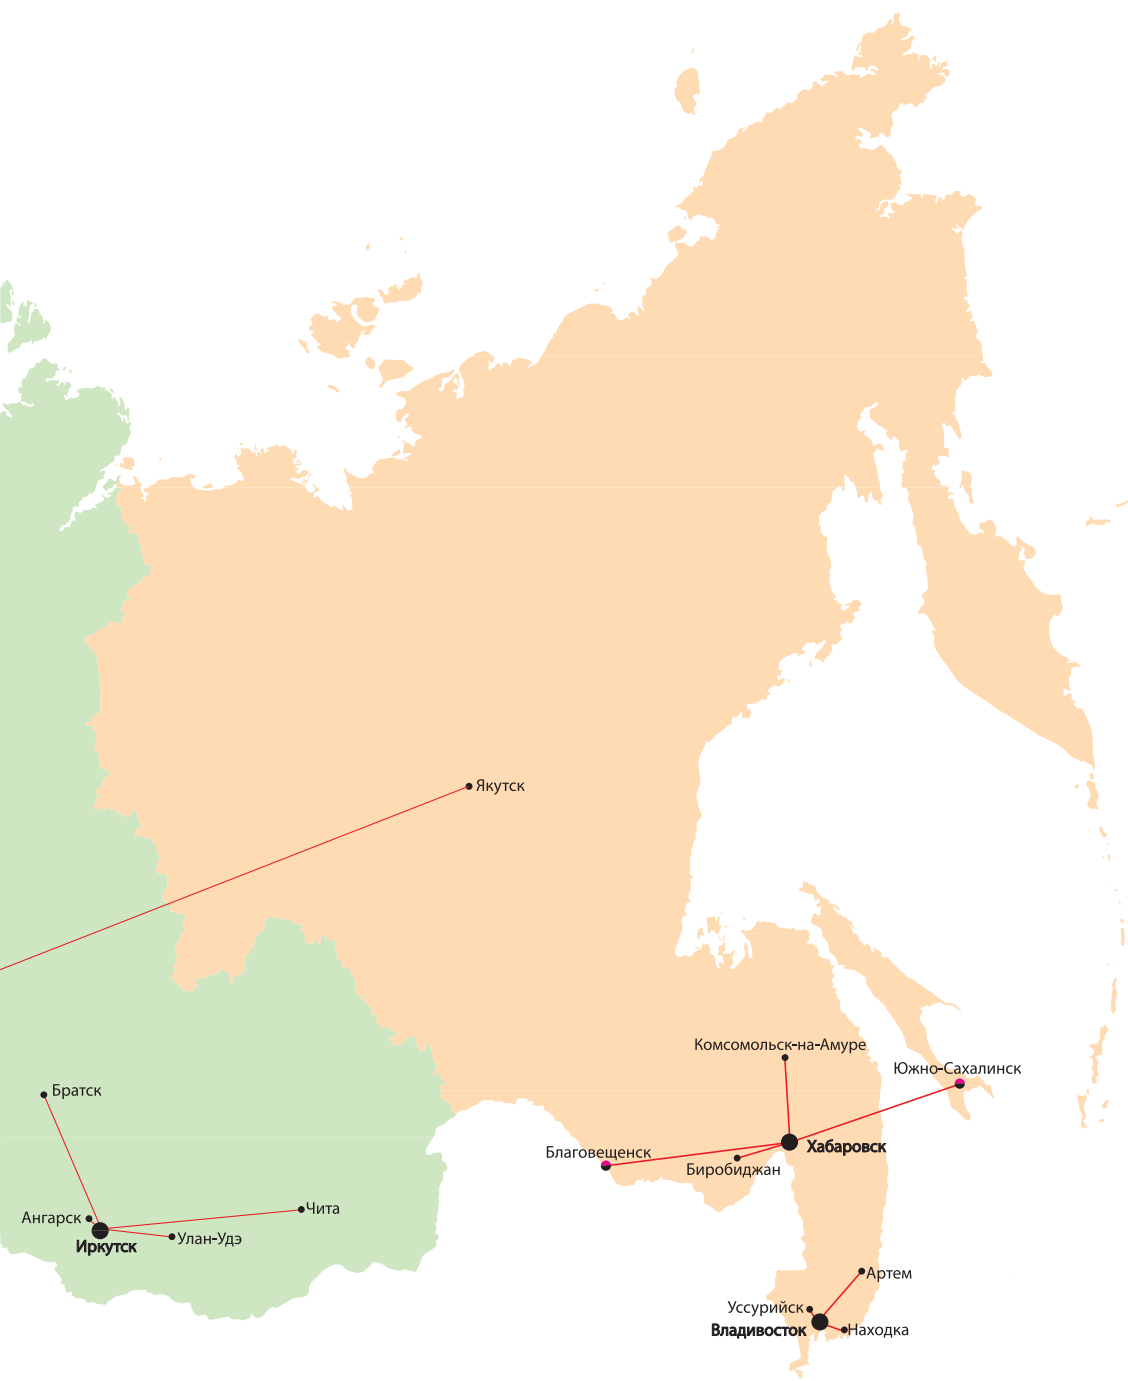 Якутск
Комсомольск-на-Амуре
Южно-Сахалинск
Братск
Хабаровск
Благовещенск
Биробиджан
Чита
Ангарск
Улан-Удэ
Иркутск
Артем
Уссурийск
Владивосток
Находка